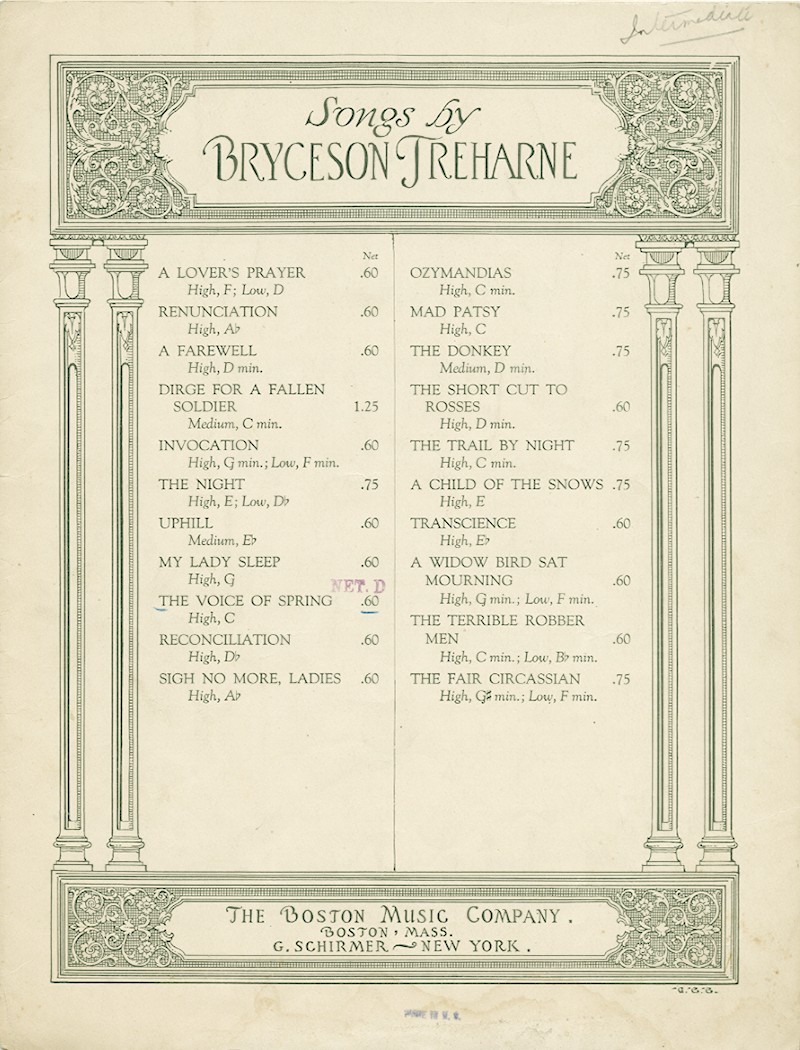 Intermediate.
Songs by
BRYCESON TREHARNE
Net
A LOVER'S PRAYER .60
High, F; Low, D
RENUNCIATION .60
High, A♭
A FAREWELL .60
High, D min.
DIRGE FOR A FALLEN
SOLDIER 1.25
Medium, C min.
INVOCATION .60
High, G min.; Low, F min.
THE NIGHT .75
High, E; Low, D♭
UPHILL .60
Medium, E♭
MY LADY SLEEP .60
High, G
NET. D
THE VOICE OF SPRING .60
High, C
RECONCILIATION .60
High, D♭
SIGH NO MORE, LADIES .60
High, A♭
Net
OZYMANDIAS .75
High, C min.
MAD PATSY .75
High, C
THE DONKEY .75
Medium, D min.
THE SHORT CUT TO
ROSSES .60
High, D min.
THE TRAIL BY NIGHT .75
High, C min.
A CHILD OF THE SNOWS .75
High, E
TRANSCIENCE .60
High, E♭
A WIDOW BIRD SAT
MOURNING .60
High, G min.; Low, F min.
THE TERRIBLE ROBBER
MEN .60
High, C min.; Low, B♭ min.
THE FAIR CIRCASSIAN .75
High, G♯ min.; Low, F min.
THE BOSTON MUSIC COMPANY.
BOSTON, MASS.
G. SCHIRMER ~ NEW YORK.